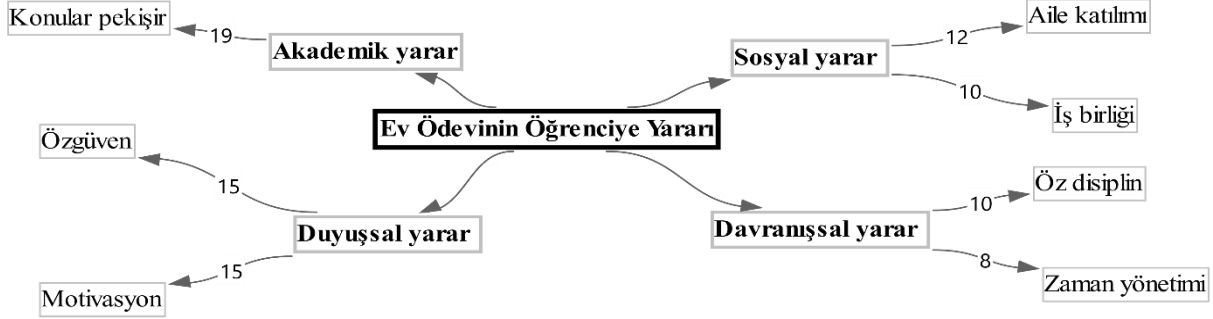 Konular pekişir
19
Akademik yarar
Aile katılımı
12
Sosyal yarar
10
İş birliği
Ev Ödevinin Öğrenciye Yararı
Özgüven
15
Duyuşsal yarar
15
Motivasyon
Öz disiplin
10
Davranışsal yarar
8
Zaman yönetimi